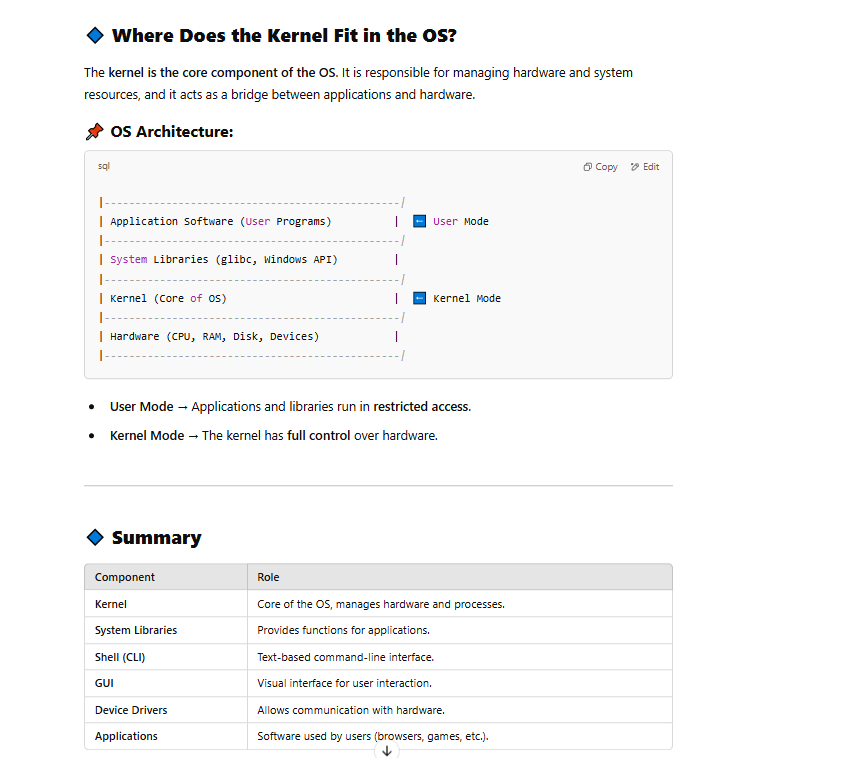 🔷 Where Does the Kernel Fit in the OS?
The kernel is the core component of the OS. It is responsible for managing hardware and system
resources, and it acts as a bridge between applications and hardware.
📌 OS Architecture:
sql
Copy Edit
|-----------------------------------------------/
| Application Software (User Programs) | ⬅ User Mode
|-----------------------------------------------/
| System Libraries (glibc, Windows API) |
|-----------------------------------------------/
| Kernel (Core of OS) | ⬅ Kernel Mode
|-----------------------------------------------/
| Hardware (CPU, RAM, Disk, Devices) |
|-----------------------------------------------/
• User Mode → Applications and libraries run in restricted access.
• Kernel Mode → The kernel has full control over hardware.
🔷 Summary
Component Role
Kernel Core of the OS, manages hardware and processes.
System Libraries Provides functions for applications.
Shell (CLI) Text-based command-line interface.
GUI Visual interface for user interaction.
Device Drivers Allows communication with hardware.
Applications Software used by users (browsers, games, etc.).